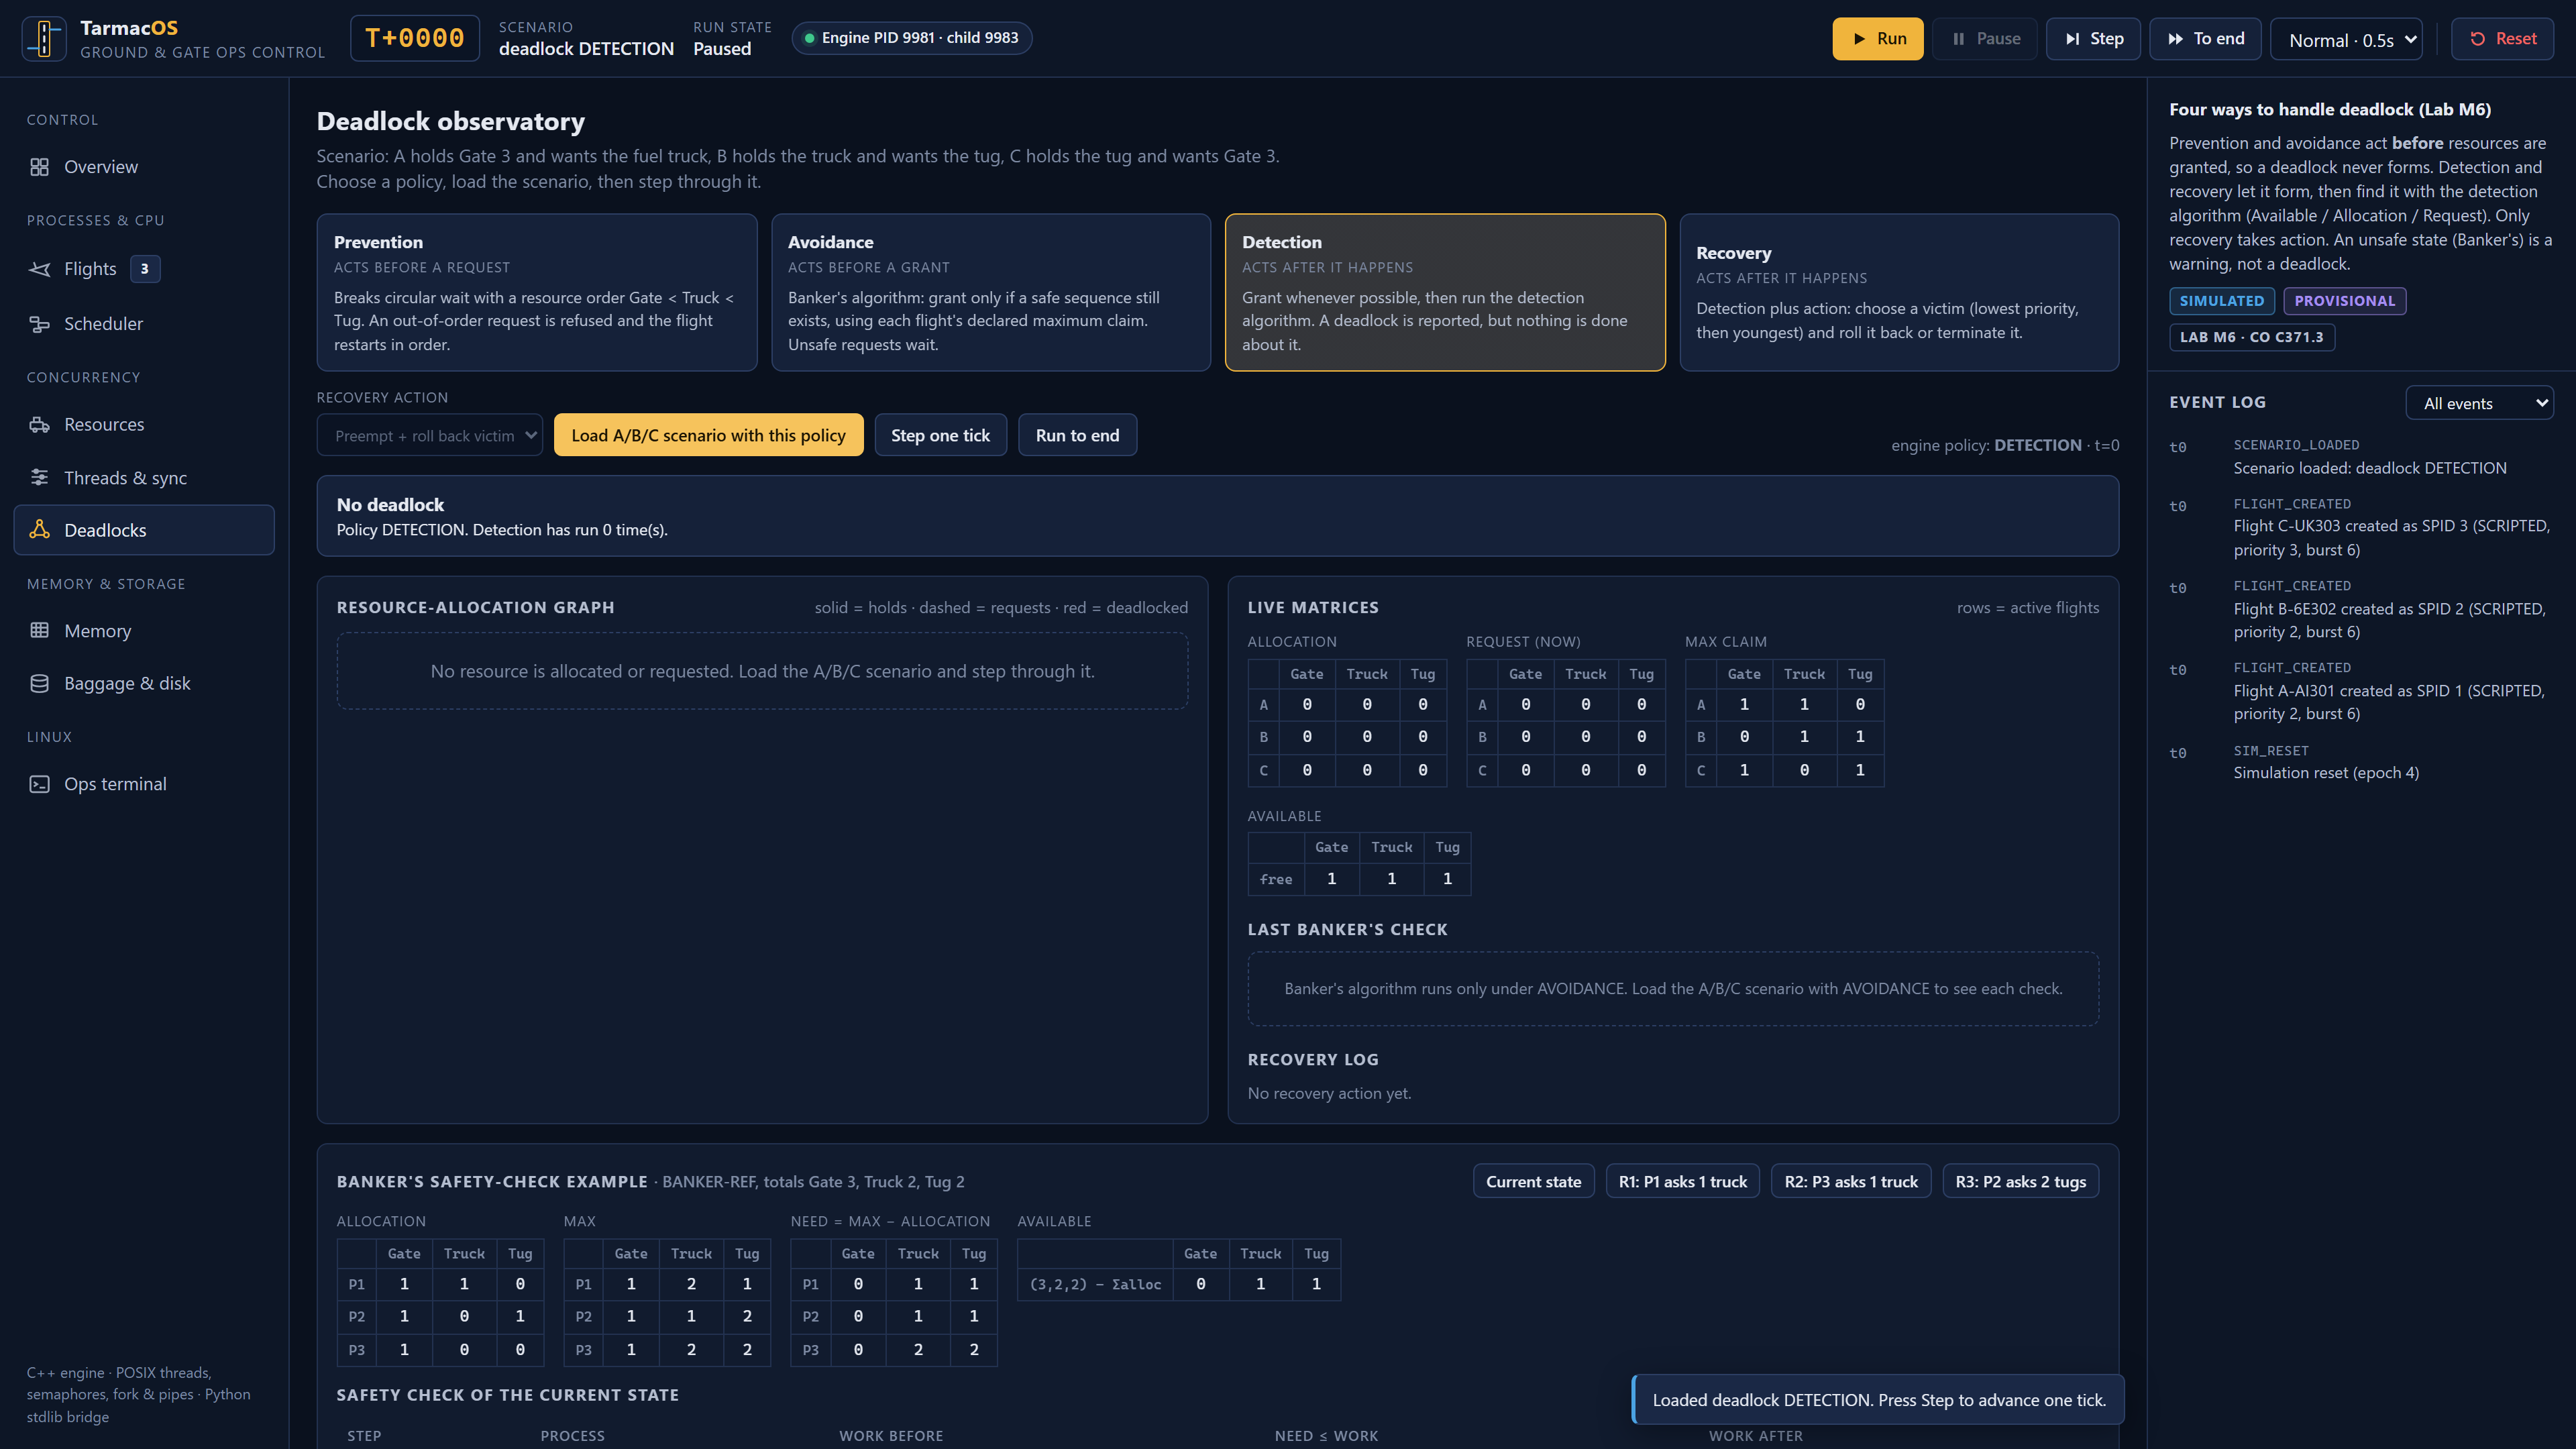 TarmacOS
GROUND & GATE OPS CONTROL
T+0000
SCENARIO
deadlock DETECTION
RUN STATE
Paused
Engine PID 9981 · child 9983
Run
Pause
Step
To end
Normal · 0.5s
Reset
CONTROL
Overview
PROCESSES & CPU
Flights 3
Scheduler
CONCURRENCY
Resources
Threads & sync
Deadlocks
MEMORY & STORAGE
Memory
Baggage & disk
LINUX
Ops terminal
C++ engine · POSIX threads,
semaphores, fork & pipes · Python
stdlib bridge
Deadlock observatory
Scenario: A holds Gate 3 and wants the fuel truck, B holds the truck and wants the tug, C holds the tug and wants Gate 3.
Choose a policy, load the scenario, then step through it.
Prevention
ACTS BEFORE A REQUEST
Breaks circular wait with a resource order Gate < Truck <
Tug. An out-of-order request is refused and the flight
restarts in order.
Avoidance
ACTS BEFORE A GRANT
Banker's algorithm: grant only if a safe sequence still
exists, using each flight's declared maximum claim.
Unsafe requests wait.
Detection
ACTS AFTER IT HAPPENS
Grant whenever possible, then run the detection
algorithm. A deadlock is reported, but nothing is done
about it.
Recovery
ACTS AFTER IT HAPPENS
Detection plus action: choose a victim (lowest priority,
then youngest) and roll it back or terminate it.
RECOVERY ACTION
Preempt + roll back victim
Load A/B/C scenario with this policy
Step one tick
Run to end
engine policy: DETECTION · t=0
No deadlock
Policy DETECTION. Detection has run 0 time(s).
RESOURCE-ALLOCATION GRAPH
solid = holds · dashed = requests · red = deadlocked
No resource is allocated or requested. Load the A/B/C scenario and step through it.
LIVE MATRICES
rows = active flights
ALLOCATION
Gate Truck Tug
A 0 0 0
B 0 0 0
C 0 0 0
REQUEST (NOW)
Gate Truck Tug
A 0 0 0
B 0 0 0
C 0 0 0
MAX CLAIM
Gate Truck Tug
A 1 1 0
B 0 1 1
C 1 0 1
AVAILABLE
Gate Truck Tug
free 1 1 1
LAST BANKER'S CHECK
Banker's algorithm runs only under AVOIDANCE. Load the A/B/C scenario with AVOIDANCE to see each check.
RECOVERY LOG
No recovery action yet.
BANKER'S SAFETY-CHECK EXAMPLE · BANKER-REF, totals Gate 3, Truck 2, Tug 2
Current state
R1: P1 asks 1 truck
R2: P3 asks 1 truck
R3: P2 asks 2 tugs
ALLOCATION
Gate Truck Tug
P1 1 1 0
P2 1 0 1
P3 1 0 0
MAX
Gate Truck Tug
P1 1 2 1
P2 1 1 2
P3 1 2 2
NEED = MAX − ALLOCATION
Gate Truck Tug
P1 0 1 1
P2 0 1 1
P3 0 2 2
AVAILABLE
Gate Truck Tug
(3,2,2) − Σalloc 0 1 1
SAFETY CHECK OF THE CURRENT STATE
STEP PROCESS WORK BEFORE NEED ≤ WORK WORK AFTER
Loaded deadlock DETECTION. Press Step to advance one tick.
Four ways to handle deadlock (Lab M6)
Prevention and avoidance act before resources are
granted, so a deadlock never forms. Detection and
recovery let it form, then find it with the detection
algorithm (Available / Allocation / Request). Only
recovery takes action. An unsafe state (Banker's) is a
warning, not a deadlock.
SIMULATED
PROVISIONAL
LAB M6 · CO C371.3
EVENT LOG
All events
t0 SCENARIO_LOADED
Scenario loaded: deadlock DETECTION
t0 FLIGHT_CREATED
Flight C-UK303 created as SPID 3 (SCRIPTED,
priority 3, burst 6)
t0 FLIGHT_CREATED
Flight B-6E302 created as SPID 2 (SCRIPTED,
priority 2, burst 6)
t0 FLIGHT_CREATED
Flight A-AI301 created as SPID 1 (SCRIPTED,
priority 2, burst 6)
t0 SIM_RESET
Simulation reset (epoch 4)